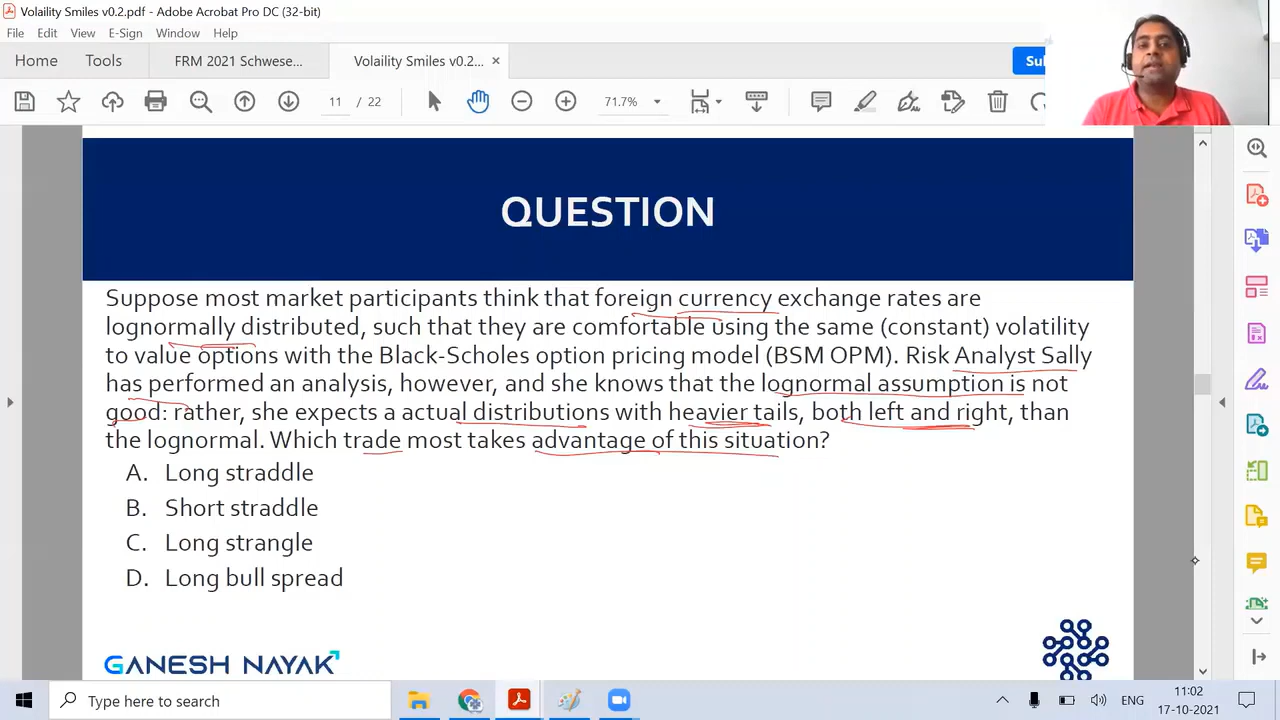 Volaility Smiles v0.2.pdf - Adobe Acrobat Pro DC (32-bit)
File Edit View E-Sign Window Help
Home Tools FRM 2021 Schwese... Volaility Smiles v0.2... ×
11 / 22 71.7%
QUESTION
Suppose most market participants think that foreign currency exchange rates are
lognormally distributed, such that they are comfortable using the same (constant) volatility
to value options with the Black-Scholes option pricing model (BSM OPM). Risk Analyst Sally
has performed an analysis, however, and she knows that the lognormal assumption is not
good: rather, she expects a actual distributions with heavier tails, both left and right, than
the lognormal. Which trade most takes advantage of this situation?
A. Long straddle
B. Short straddle
C. Long strangle
D. Long bull spread
GANESH NAYAK
Type here to search
ENG
11:02
17-10-2021